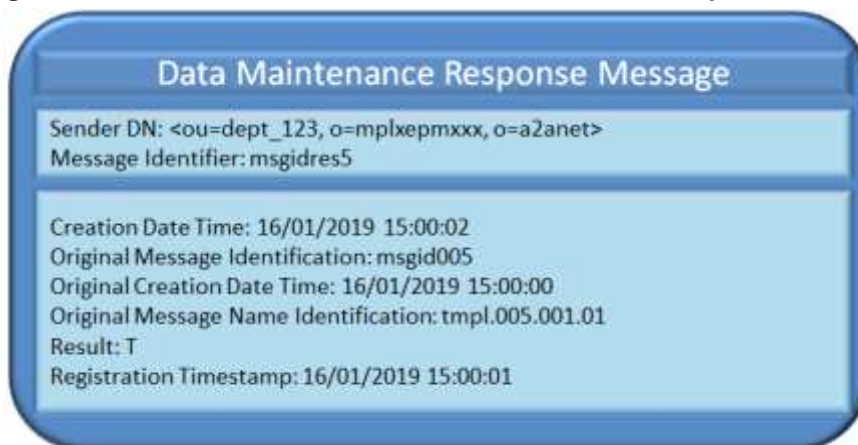 Data Maintenance Response Message
Sender DN: <ou=dept_123, o=mplxepmxxx, o=a2anet>
Message Identifier: msgidres5
Creation Date Time: 16/01/2019 15:00:02
Original Message Identification: msgid005
Original Creation Date Time: 16/01/2019 15:00:00
Original Message Name Identification: tmpl.005.001.01
Result: T
Registration Timestamp: 16/01/2019 15:00:01